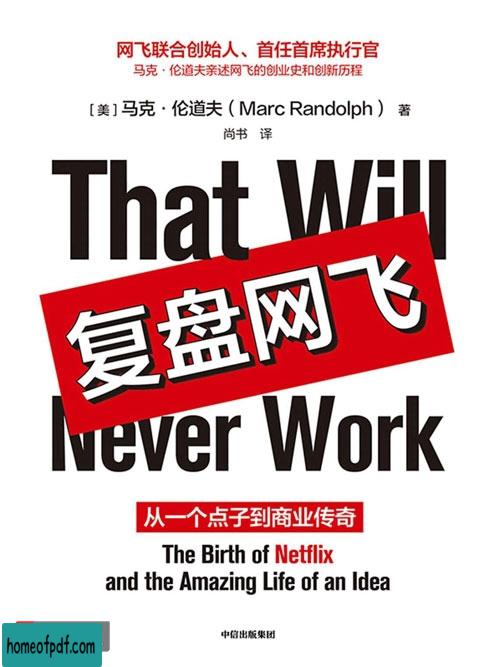 网飞联合创始人、首任首席执行官
马克·伦道夫亲述网飞的创业史和创新历程
[美]马克·伦道夫（Marc Randolph）著
尚书 译
That Will
复盘网飞
Never Work
从一个点子到商业传奇
The Birth of Netflix
and the Amazing Life of an Idea
homeofpdf.com
中信出版集团